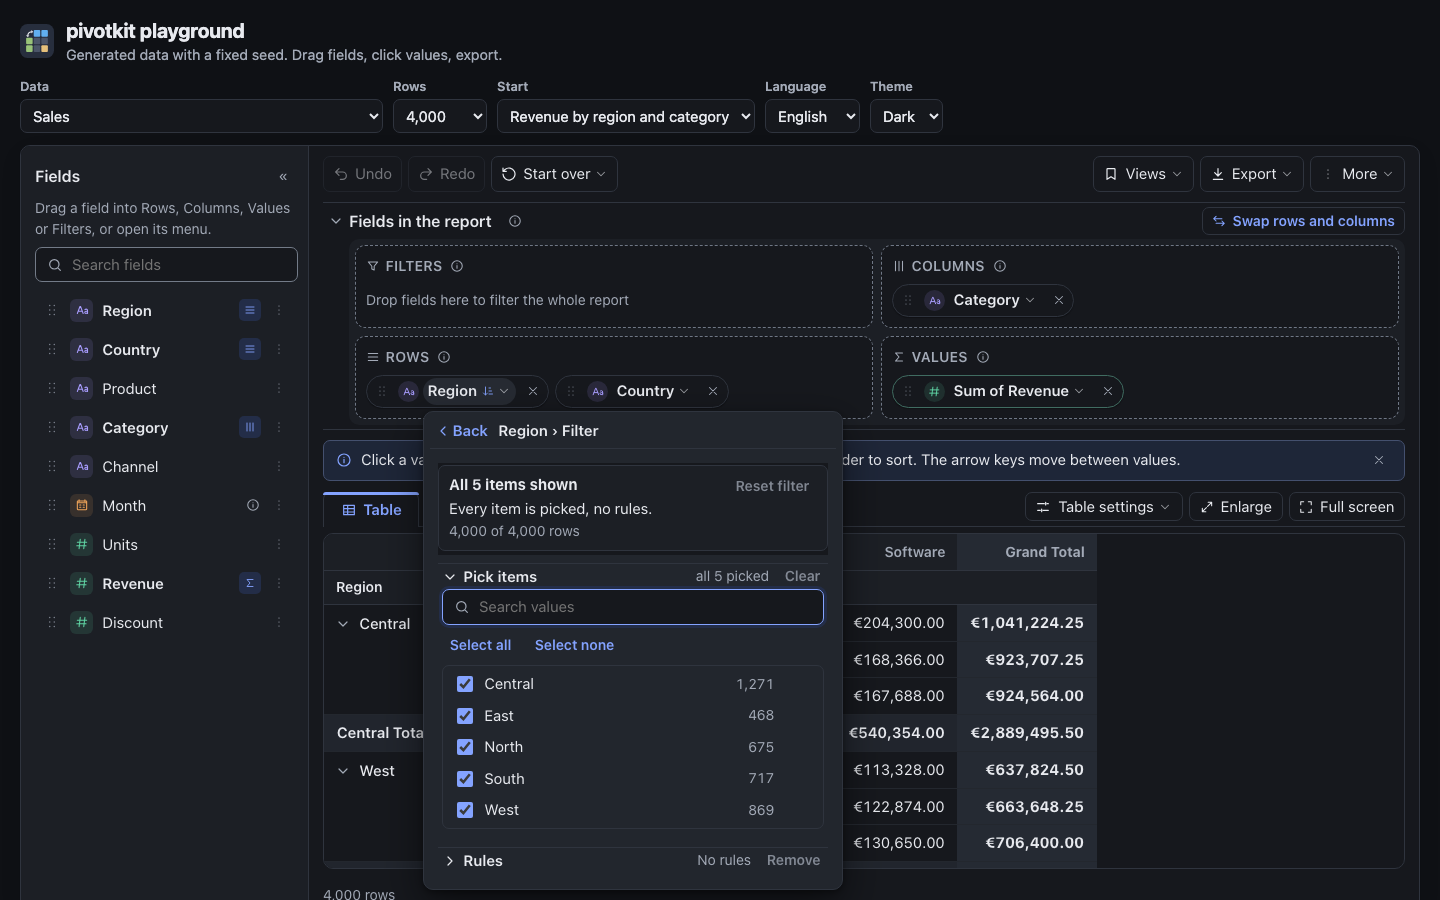 pivotkit playground
Generated data with a fixed seed. Drag fields, click values, export.
Data
Rows
Start
Language
Theme
Sales
4,000
Revenue by region and category
English
Dark
Fields
«
Drag a field into Rows, Columns, Values
or Filters, or open its menu.
Search fields
Aa Region
Aa Country
Aa Product
Aa Category
Aa Channel
Month
# Units
# Revenue Σ
# Discount
Undo
Redo
Start over
Views
Export
More
Fields in the report
Swap rows and columns
FILTERS
Drop fields here to filter the whole report
COLUMNS
Aa Category
ROWS
Aa Region
Aa Country
Σ VALUES
# Sum of Revenue
Back Region › Filter
All 5 items shown
Reset filter
Every item is picked, no rules.
4,000 of 4,000 rows
Pick items
all 5 picked
Clear
Search values
Select all
Select none
Central 1,271
East 468
North 675
South 717
West 869
Rules
No rules
Remove
Click a va
der to sort. The arrow keys move between values.
Table
Table settings
Enlarge
Full screen
Software Grand Total
Region
Central €204,300.00 €1,041,224.25
€168,366.00 €923,707.25
€167,688.00 €924,564.00
Central Tota €540,354.00 €2,889,495.50
West €113,328.00 €637,824.50
€122,874.00 €663,648.25
€130,650.00 €706,400.00
4,000 rows